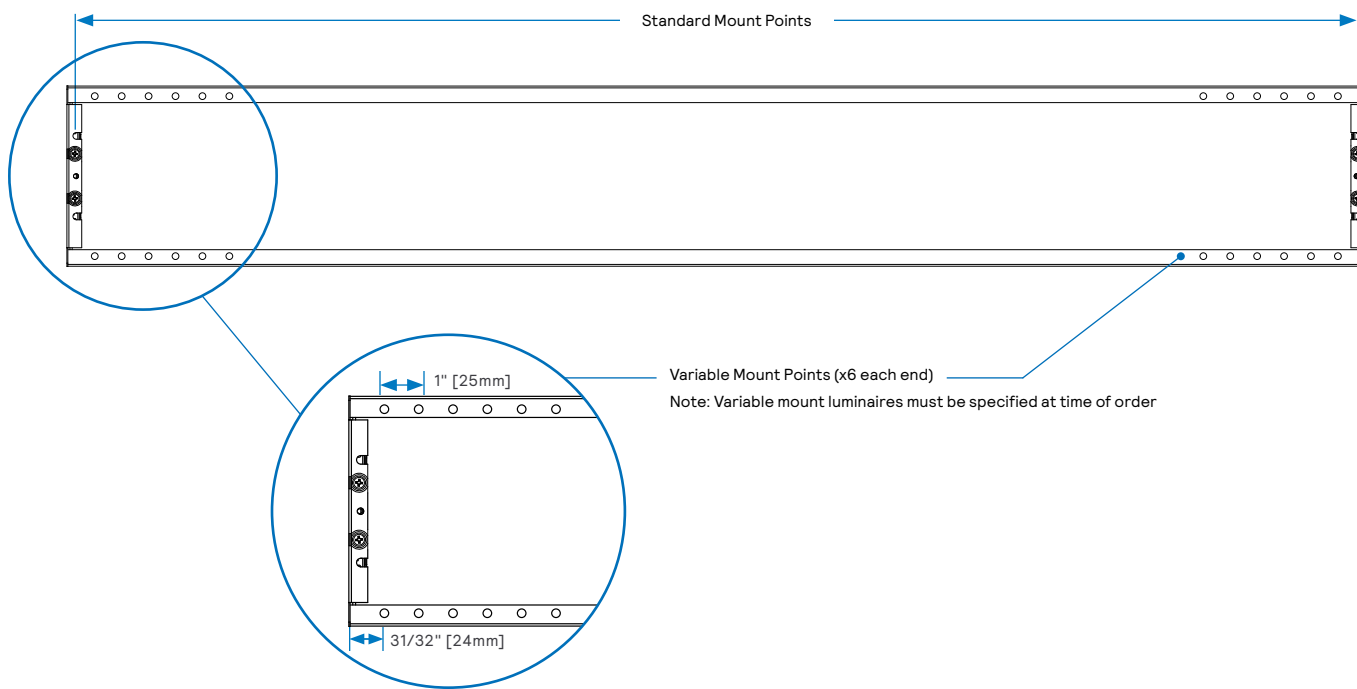 Standard Mount Points
1" [25mm]
Variable Mount Points (x6 each end)
Note: Variable mount luminaires must be specified at time of order
31/32" [24mm]